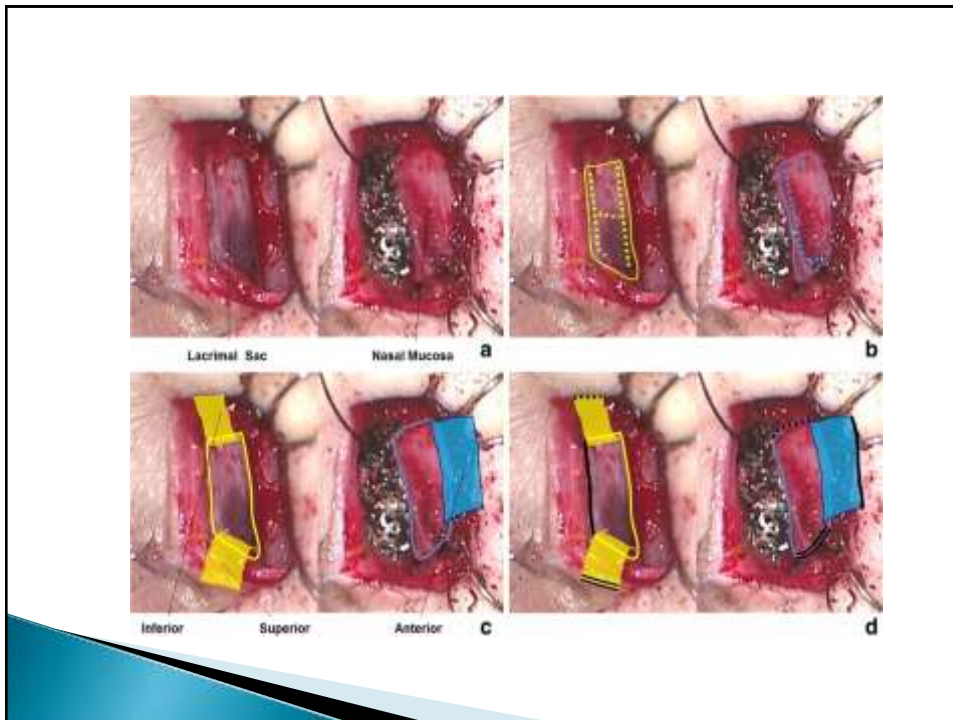 Lacrimal Sac
Nasal Mucosa
a
b
Inferior
Superior
Anterior
c
d